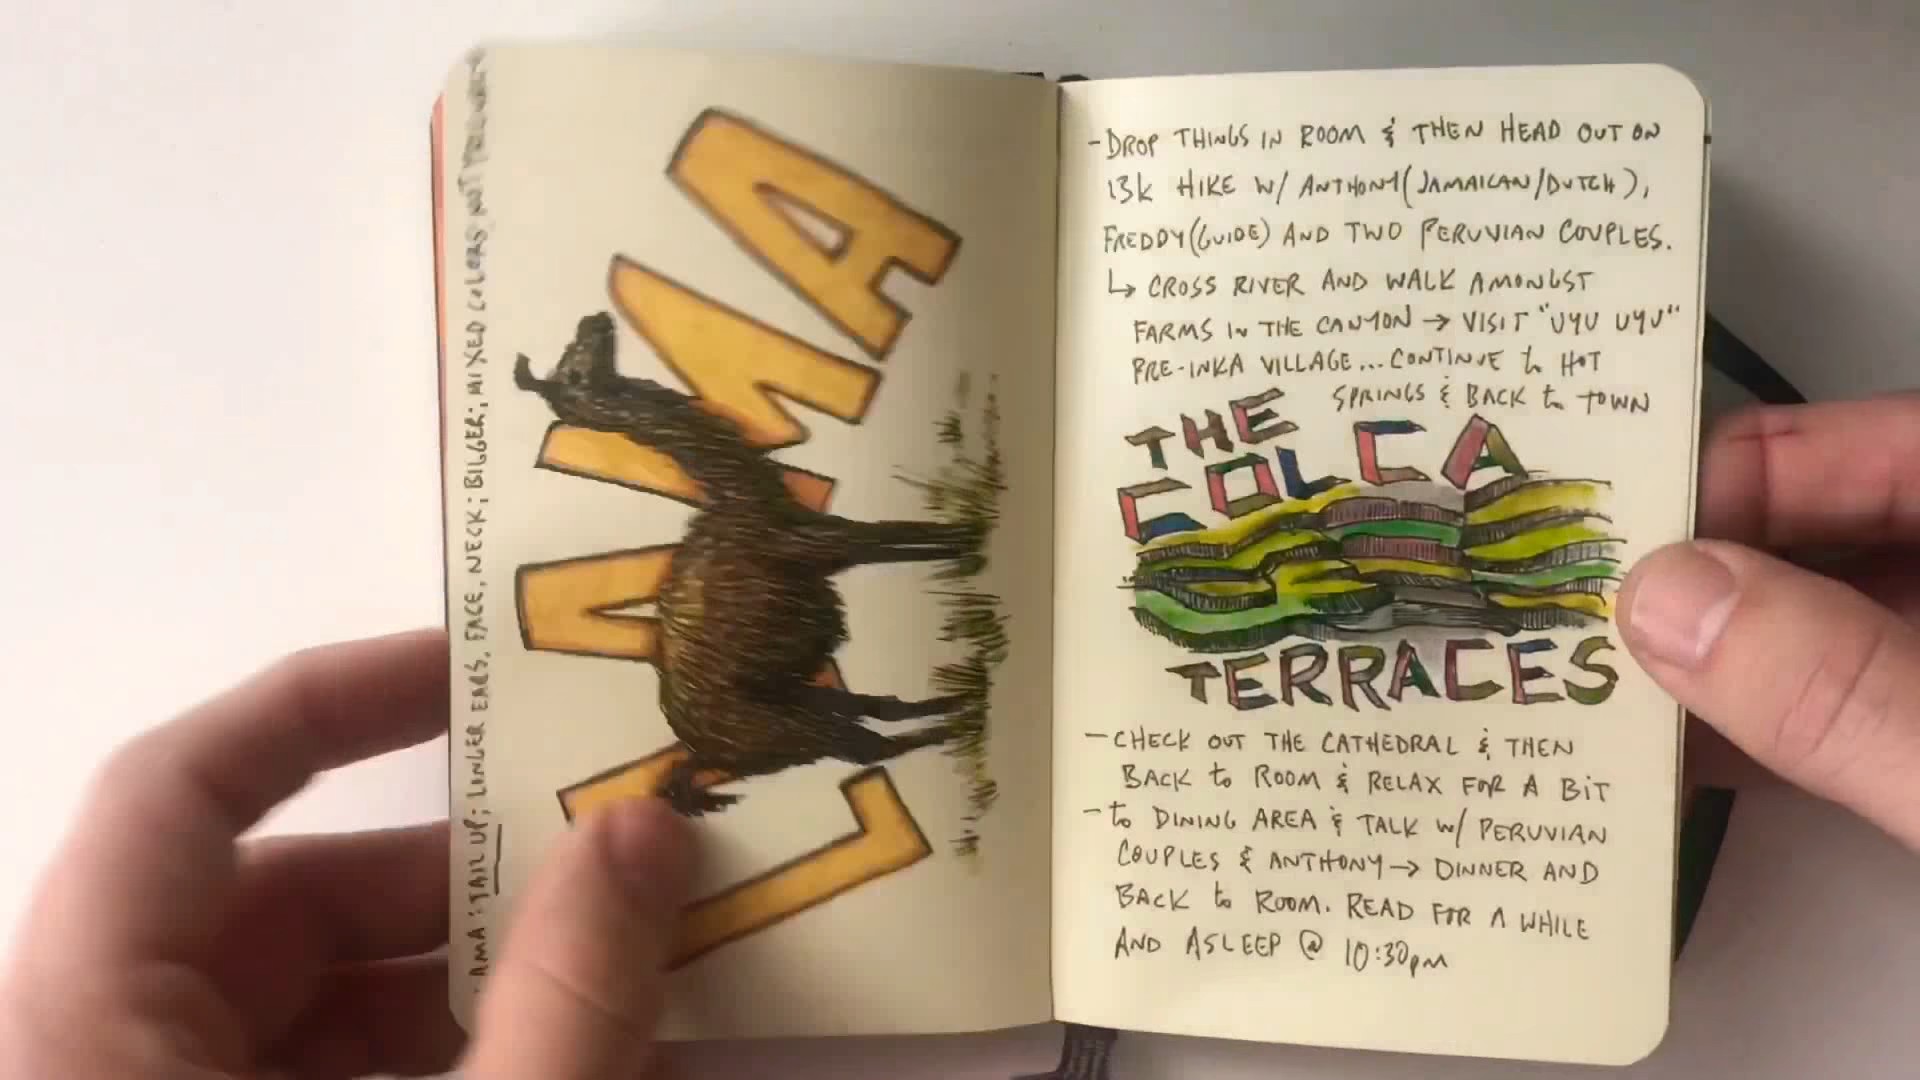 LLAMA
AMA: TAIL UP; LONGER EARS, FACE, NECK; BIGGER; MIXED COLORS NOT
- DROP THINGS IN ROOM & THEN HEAD OUT ON
13K HIKE W/ ANTHONY (JAMAICAN/DUTCH),
FREDDY (GUIDE) AND TWO PERUVIAN COUPLES.
↳ CROSS RIVER AND WALK AMONGST
FARMS IN THE CANYON → VISIT "UYU UYU"
PRE-INKA VILLAGE... CONTINUE to HOT
SPRINGS & BACK to TOWN
THE
COLCA
TERRACES
- CHECK OUT THE CATHEDRAL & THEN
BACK to ROOM & RELAX FOR A BIT
- to DINING AREA & TALK W/ PERUVIAN
COUPLES & ANTHONY → DINNER AND
BACK to ROOM. READ FOR A WHILE
AND ASLEEP @ 10:30pm